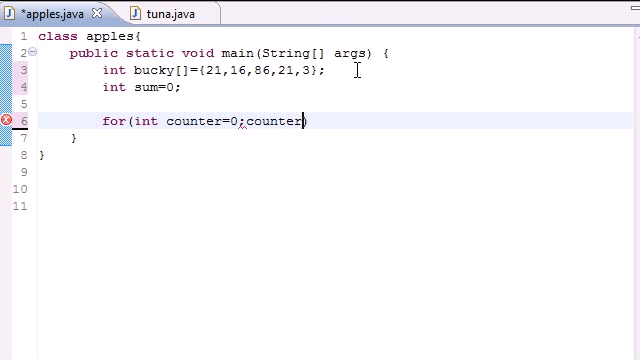 *apples.java tuna.java
1 class apples{
2 public static void main(String[] args) {
3 int bucky[]={21,16,86,21,3};
4 int sum=0;
5
6 for(int counter=0;counter)
7 }
8 }
9
10
11